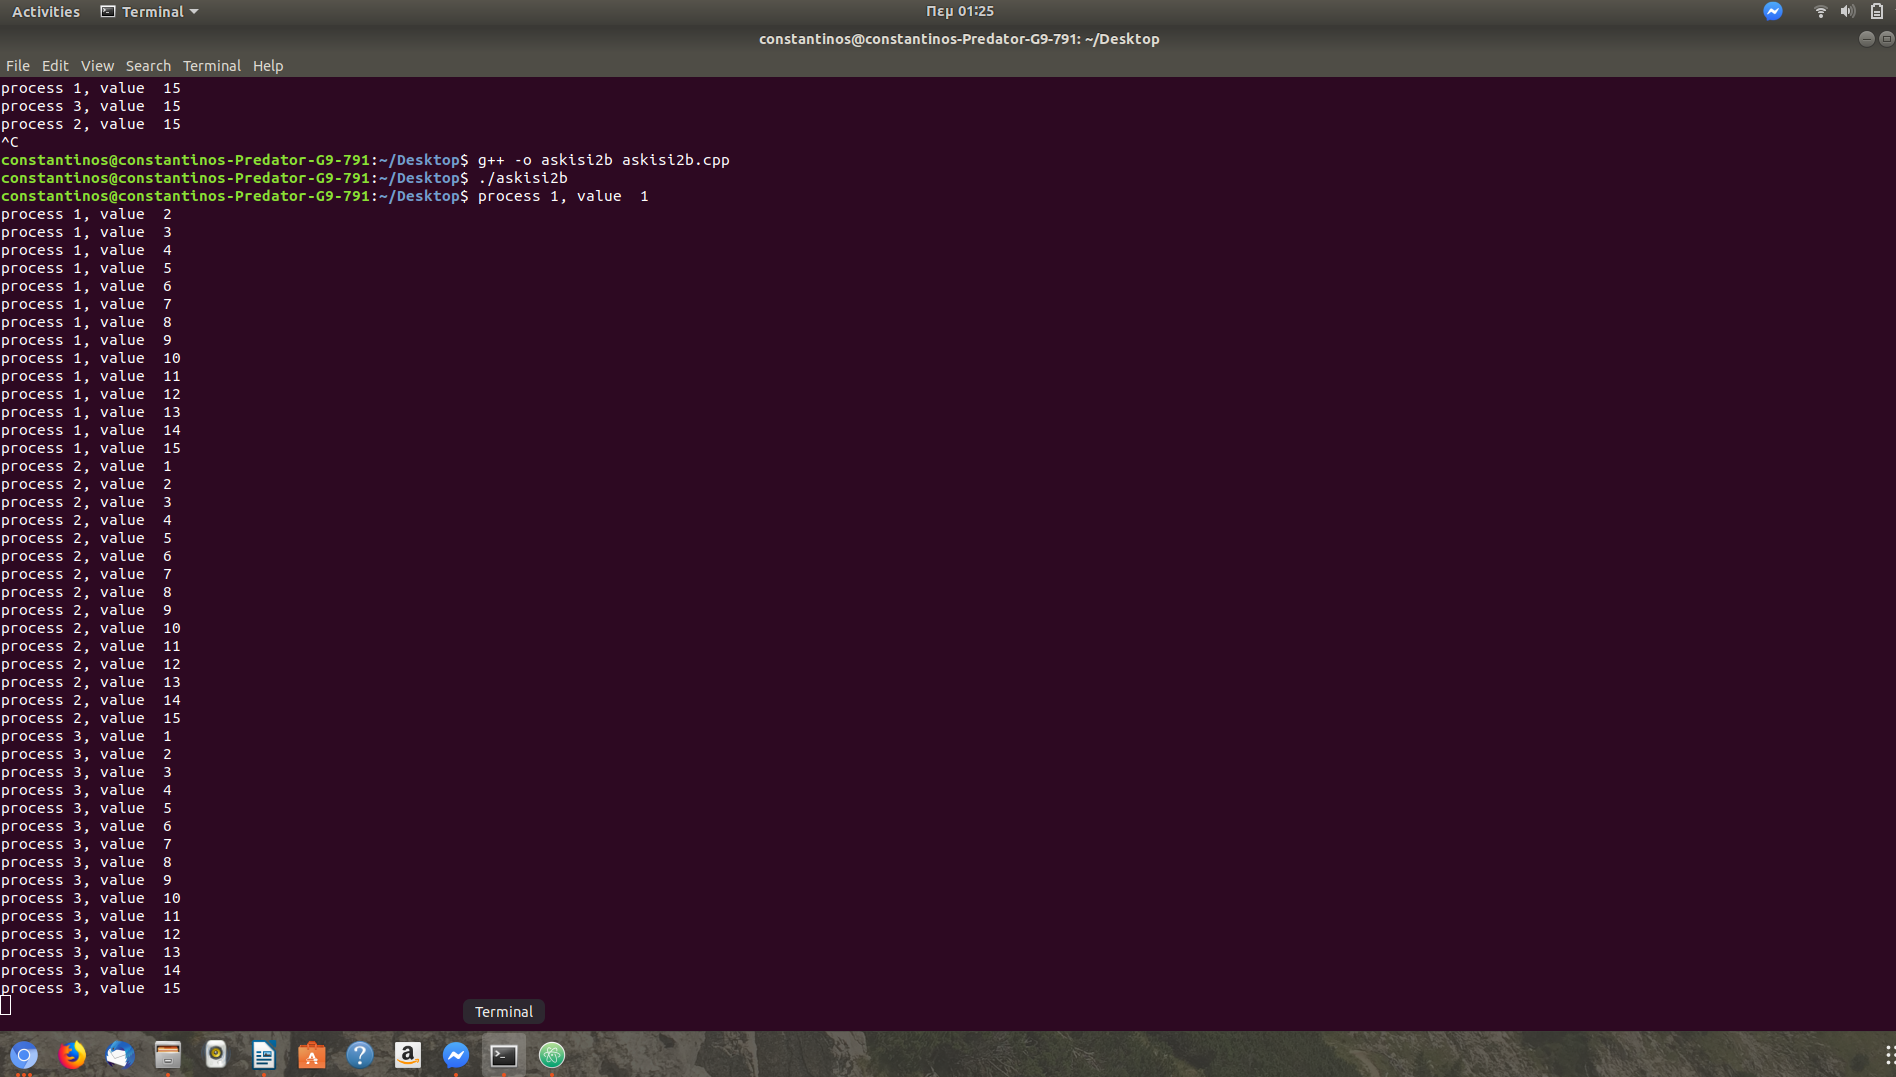 Activities Terminal Πεμ 01:25
constantinos@constantinos-Predator-G9-791: ~/Desktop
File Edit View Search Terminal Help
process 1, value  15
process 3, value  15
process 2, value  15
^C
constantinos@constantinos-Predator-G9-791:~/Desktop$ g++ -o askisi2b askisi2b.cpp
constantinos@constantinos-Predator-G9-791:~/Desktop$ ./askisi2b
constantinos@constantinos-Predator-G9-791:~/Desktop$ process 1, value  1
process 1, value  2
process 1, value  3
process 1, value  4
process 1, value  5
process 1, value  6
process 1, value  7
process 1, value  8
process 1, value  9
process 1, value  10
process 1, value  11
process 1, value  12
process 1, value  13
process 1, value  14
process 1, value  15
process 2, value  1
process 2, value  2
process 2, value  3
process 2, value  4
process 2, value  5
process 2, value  6
process 2, value  7
process 2, value  8
process 2, value  9
process 2, value  10
process 2, value  11
process 2, value  12
process 2, value  13
process 2, value  14
process 2, value  15
process 3, value  1
process 3, value  2
process 3, value  3
process 3, value  4
process 3, value  5
process 3, value  6
process 3, value  7
process 3, value  8
process 3, value  9
process 3, value  10
process 3, value  11
process 3, value  12
process 3, value  13
process 3, value  14
process 3, value  15
Terminal